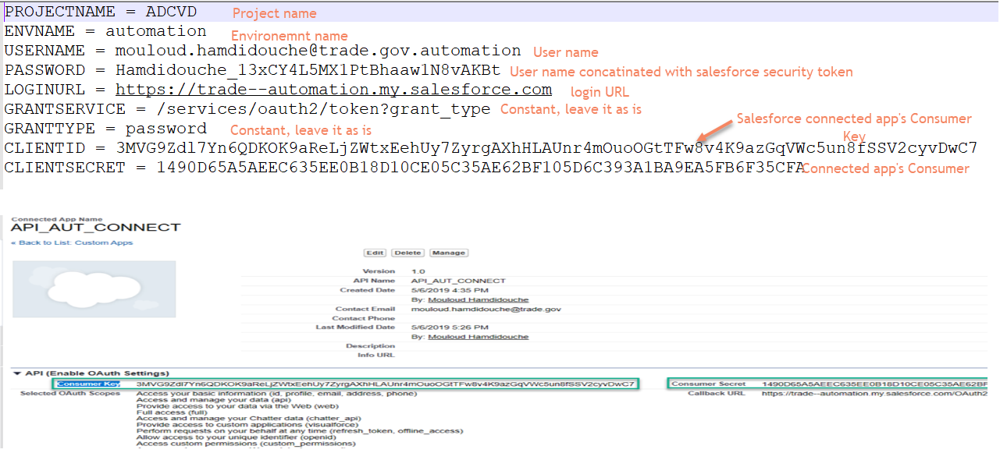 PROJECTNAME = ADCVD Project name
ENVNAME = automation Environemnt name
USERNAME = mouloud.hamdidouche@trade.gov.automation User name
PASSWORD = Hamdidouche_13xCY4L5MX1PtBhaaw1N8vAKBt User name concatinated with salesforce security token
LOGINURL = https://trade--automation.my.salesforce.com login URL
GRANTSERVICE = /services/oauth2/token?grant_type Constant, leave it as is
GRANTTYPE = password Constant, leave it as is
Salesforce connected app's Consumer Key
CLIENTID = 3MVG9Zdl7Yn6QDKOK9aReLjZWtxEehUy7ZyrgAXhHLAUnr4mOuoOGtTFw8v4K9azGqVWc5un8fSSV2cyvDwC7
CLIENTSECRET = 1490D65A5AEEC635EE0B18D10CE05C35AE62BF105D6C393A1BA9EA5FB6F35CFA Connected app's Consumer
Connected App Name
API_AUT_CONNECT
« Back to List: Custom Apps
Edit Delete Manage
Version 1.0
API Name API_AUT_CONNECT
Created Date 5/6/2019 4:35 PM
By: Mouloud Hamdidouche
Contact Email mouloud.hamdidouche@trade.gov
Contact Phone
Last Modified Date 5/6/2019 5:26 PM
By: Mouloud Hamdidouche
Description
Info URL
API (Enable OAuth Settings)
Consumer Key 3MVG9Zdl7Yn6QDKOK9aReLjZWtxEehUy7ZyrgAXhHLAUnr4mOuoOGtTFw8v4K9azGqVWc5un8fSSV2cyvDwC7 Consumer Secret 1490D65A5AEEC635EE0B18D10CE05C35AE62BF
Selected OAuth Scopes Access your basic information (id, profile, email, address, phone) Callback URL https://trade--automation.my.salesforce.com/OAuth2
Access and manage your data (api)
Provide access to your data via the Web (web)
Full access (full)
Access and manage your Chatter data (chatter_api)
Provide access to custom applications (visualforce)
Perform requests on your behalf at any time (refresh_token, offline_access)
Allow access to your unique identifier (openid)
Access custom permissions (custom_permissions)